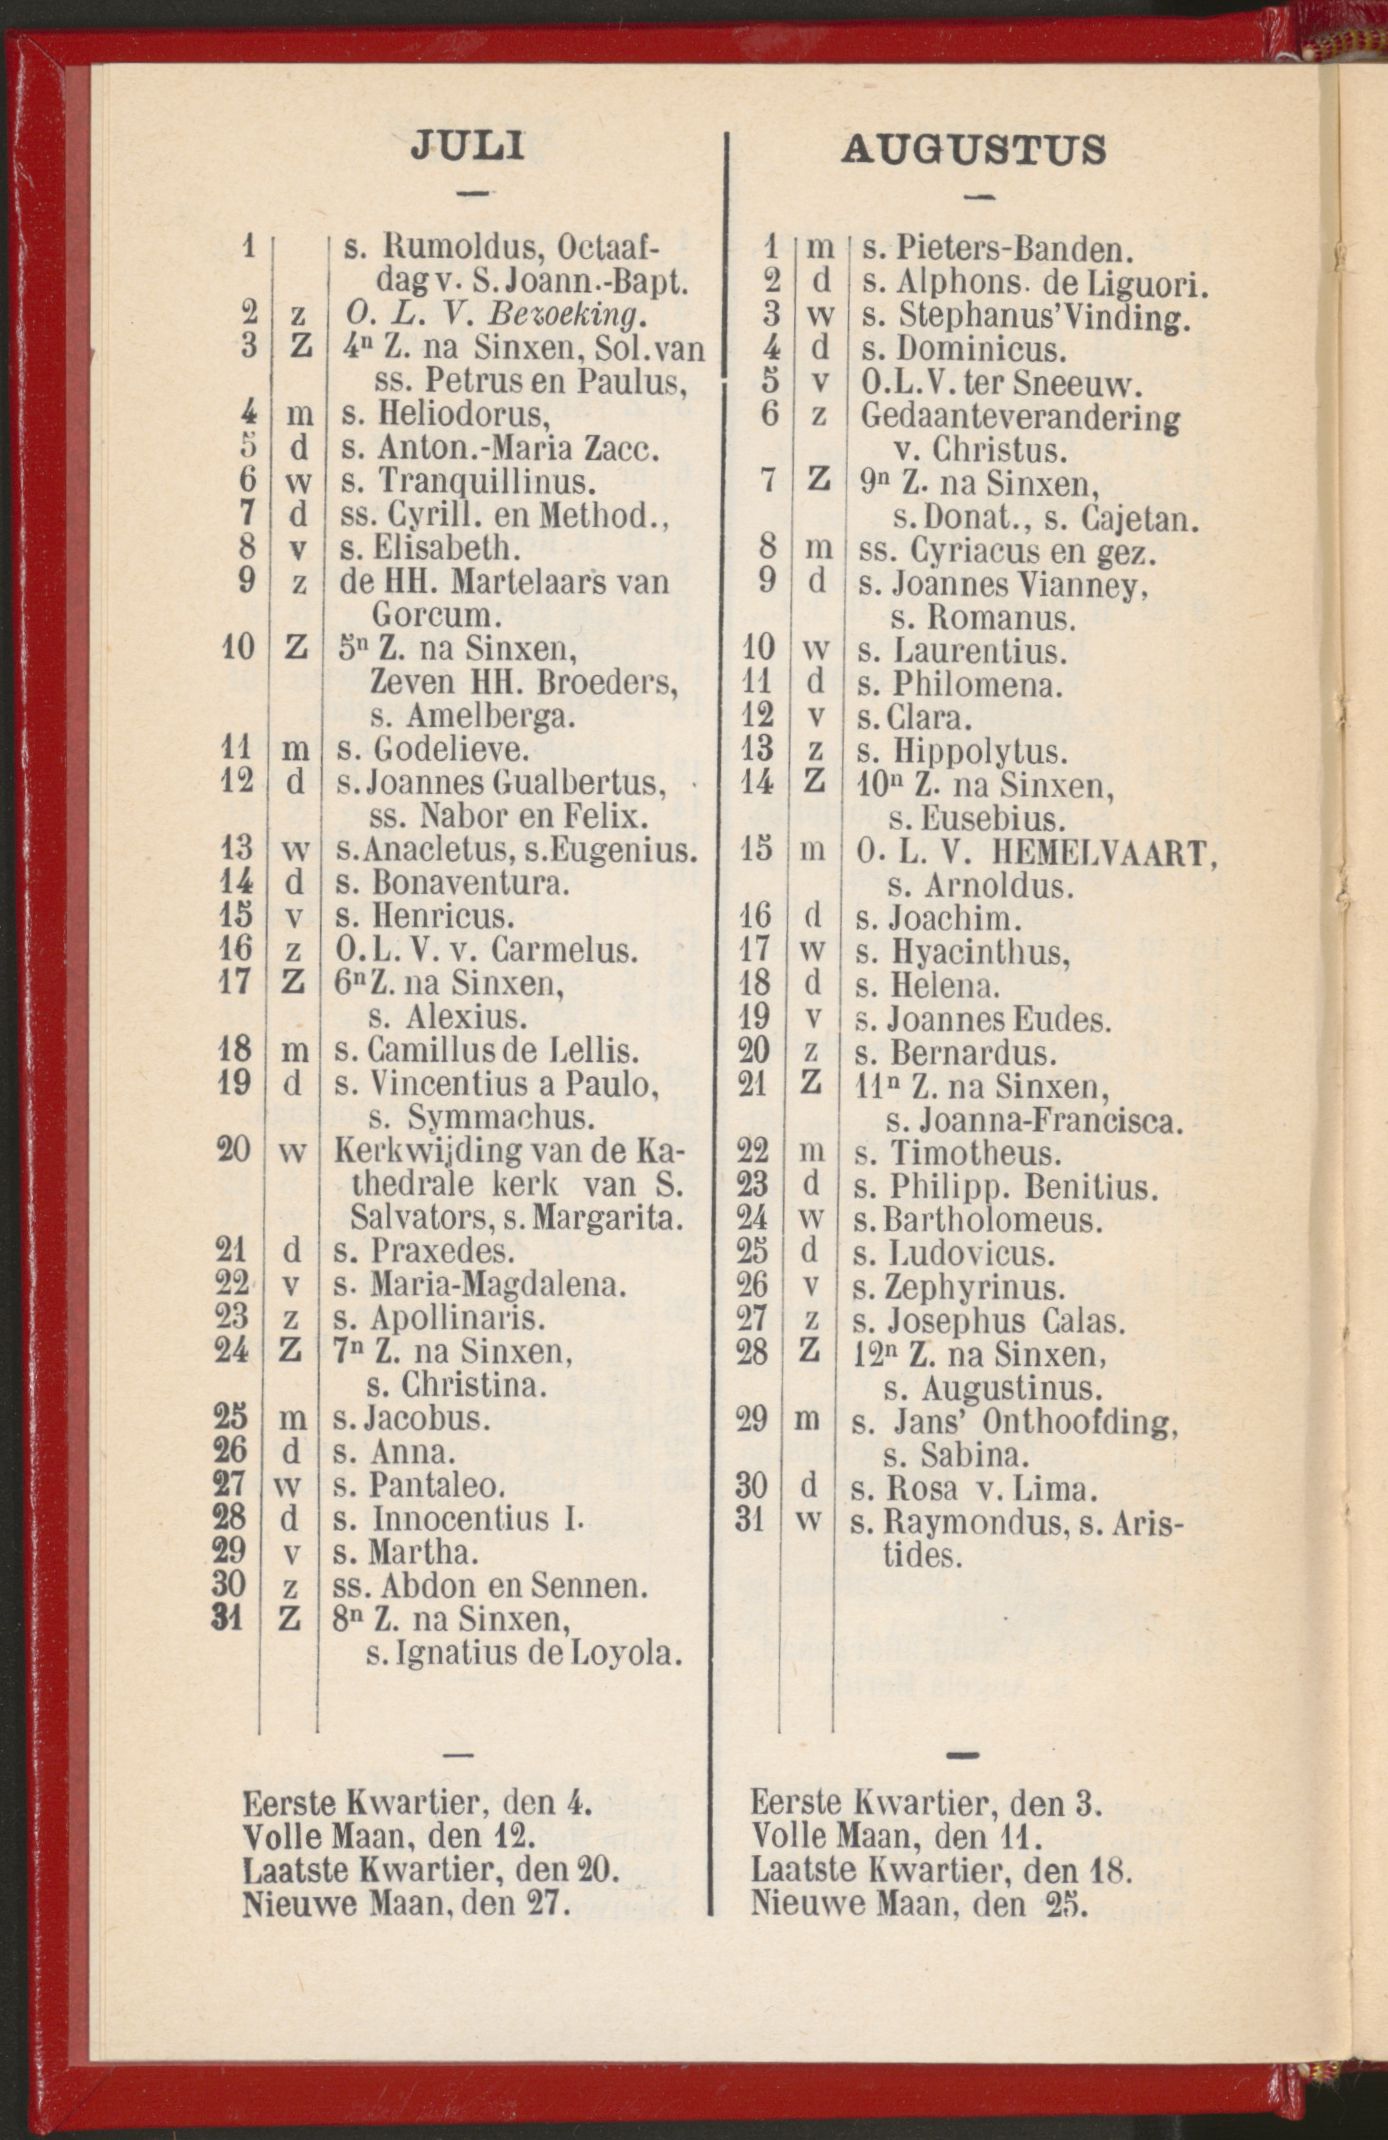 JULI
1 s. Rumoldus, Octaaf-
dag v. S. Joann.-Bapt.
2 z O. L. V. Bezoeking.
3 Z 4n Z. na Sinxen, Sol. van
ss. Petrus en Paulus,
4 m s. Heliodorus,
5 d s. Anton.-Maria Zacc.
6 w s. Tranquillinus.
7 d ss. Cyrill. en Method.,
8 v s. Elisabeth.
9 z de HH. Martelaars van
Gorcum.
10 Z 5n Z. na Sinxen,
Zeven HH. Broeders,
s. Amelberga.
11 m s. Godelieve.
12 d s. Joannes Gualbertus,
ss. Nabor en Felix.
13 w s. Anacletus, s. Eugenius.
14 d s. Bonaventura.
15 v s. Henricus.
16 z O. L. V. v. Carmelus.
17 Z 6n Z. na Sinxen,
s. Alexius.
18 m s. Camillus de Lellis.
19 d s. Vincentius a Paulo,
s. Symmachus.
20 w Kerkwijding van de Ka-
thedrale kerk van S.
Salvators, s. Margarita.
21 d s. Praxedes.
22 v s. Maria-Magdalena.
23 z s. Apollinaris.
24 Z 7n Z. na Sinxen,
s. Christina.
25 m s. Jacobus.
26 d s. Anna.
27 w s. Pantaleo.
28 d s. Innocentius I.
29 v s. Martha.
30 z ss. Abdon en Sennen.
31 Z 8n Z. na Sinxen,
s. Ignatius de Loyola.
Eerste Kwartier, den 4.
Volle Maan, den 12.
Laatste Kwartier, den 20.
Nieuwe Maan, den 27.
AUGUSTUS
1 m s. Pieters-Banden.
2 d s. Alphons. de Liguori.
3 w s. Stephanus' Vinding.
4 d s. Dominicus.
5 v O. L. V. ter Sneeuw.
6 z Gedaanteverandering
v. Christus.
7 Z 9n Z. na Sinxen,
s. Donat., s. Cajetan.
8 m ss. Cyriacus en gez.
9 d s. Joannes Vianney,
s. Romanus.
10 w s. Laurentius.
11 d s. Philomena.
12 v s. Clara.
13 z s. Hippolytus.
14 Z 10n Z. na Sinxen,
s. Eusebius.
15 m O. L. V. HEMELVAART,
s. Arnoldus.
16 d s. Joachim.
17 w s. Hyacinthus,
18 d s. Helena.
19 v s. Joannes Eudes.
20 z s. Bernardus.
21 Z 11n Z. na Sinxen,
s. Joanna-Francisca.
22 m s. Timotheus.
23 d s. Philipp. Benitius.
24 w s. Bartholomeus.
25 d s. Ludovicus.
26 v s. Zephyrinus.
27 z s. Josephus Calas.
28 Z 12n Z. na Sinxen,
s. Augustinus.
29 m s. Jans' Onthoofding,
s. Sabina.
30 d s. Rosa v. Lima.
31 w s. Raymondus, s. Aris-
tides.
Eerste Kwartier, den 3.
Volle Maan, den 11.
Laatste Kwartier, den 18.
Nieuwe Maan, den 25.